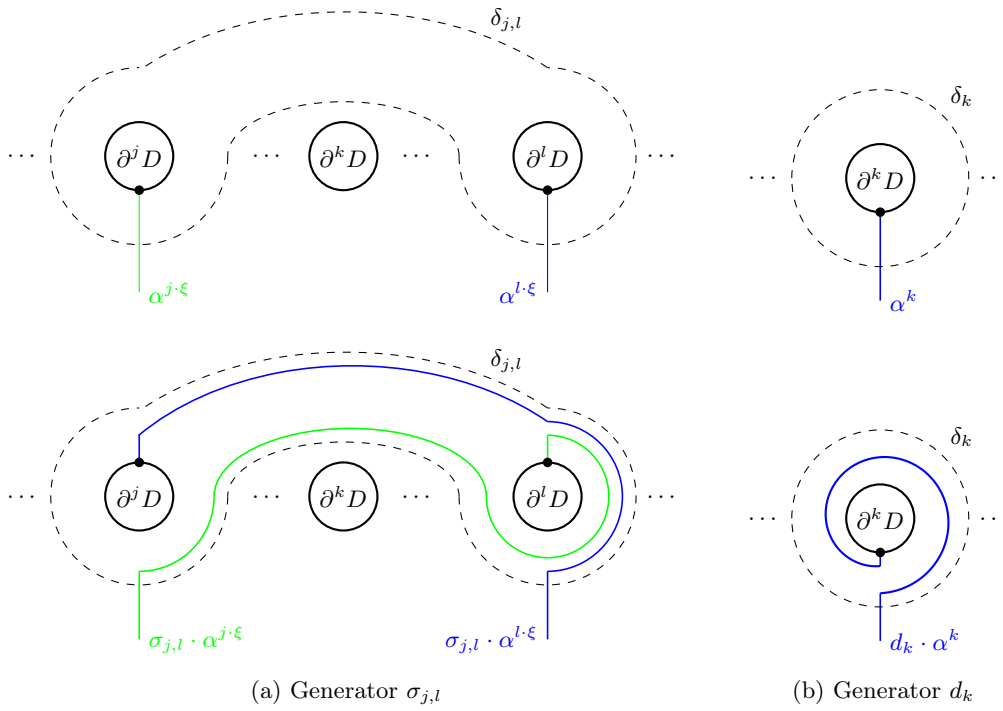 δ_{j,l}
δ_k
⋯ ∂^j D ⋯ ∂^k D ⋯ ∂^l D ⋯
⋯ ∂^k D ⋯
α^{j·ξ} α^{l·ξ}
α^k
δ_{j,l}
δ_k
⋯ ∂^j D ⋯ ∂^k D ⋯ ∂^l D ⋯
⋯ ∂^k D ⋯
σ_{j,l} · α^{j·ξ} σ_{j,l} · α^{l·ξ}
d_k · α^k
(a) Generator σ_{j,l}
(b) Generator d_k